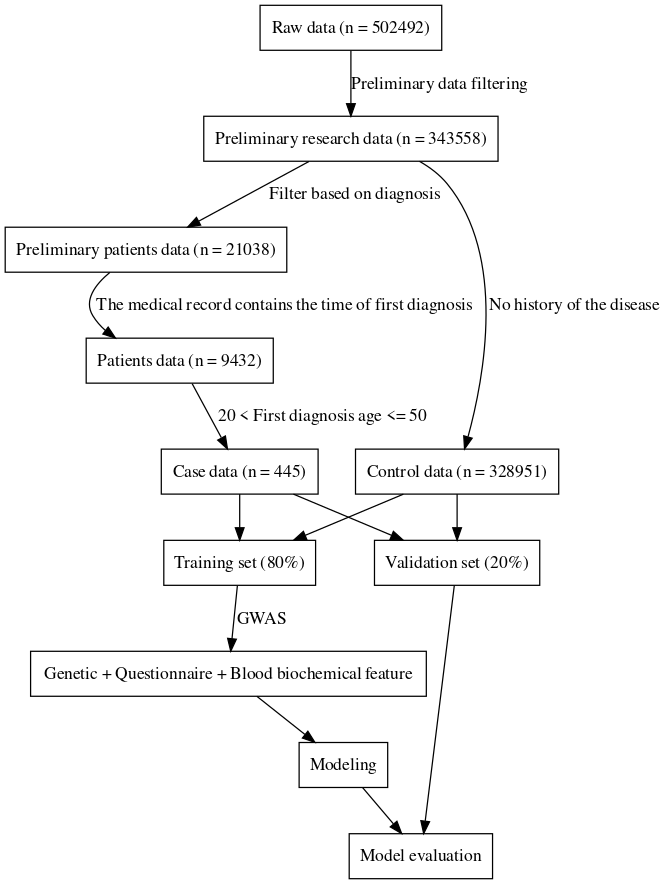 Raw data (n = 502492)
Preliminary data filtering
Preliminary research data (n = 343558)
Filter based on diagnosis
Preliminary patients data (n = 21038)
The medical record contains the time of first diagnosis
No history of the disease
Patients data (n = 9432)
20 < First diagnosis age <= 50
Case data (n = 445)
Control data (n = 328951)
Training set (80%)
Validation set (20%)
GWAS
Genetic + Questionnaire + Blood biochemical feature
Modeling
Model evaluation